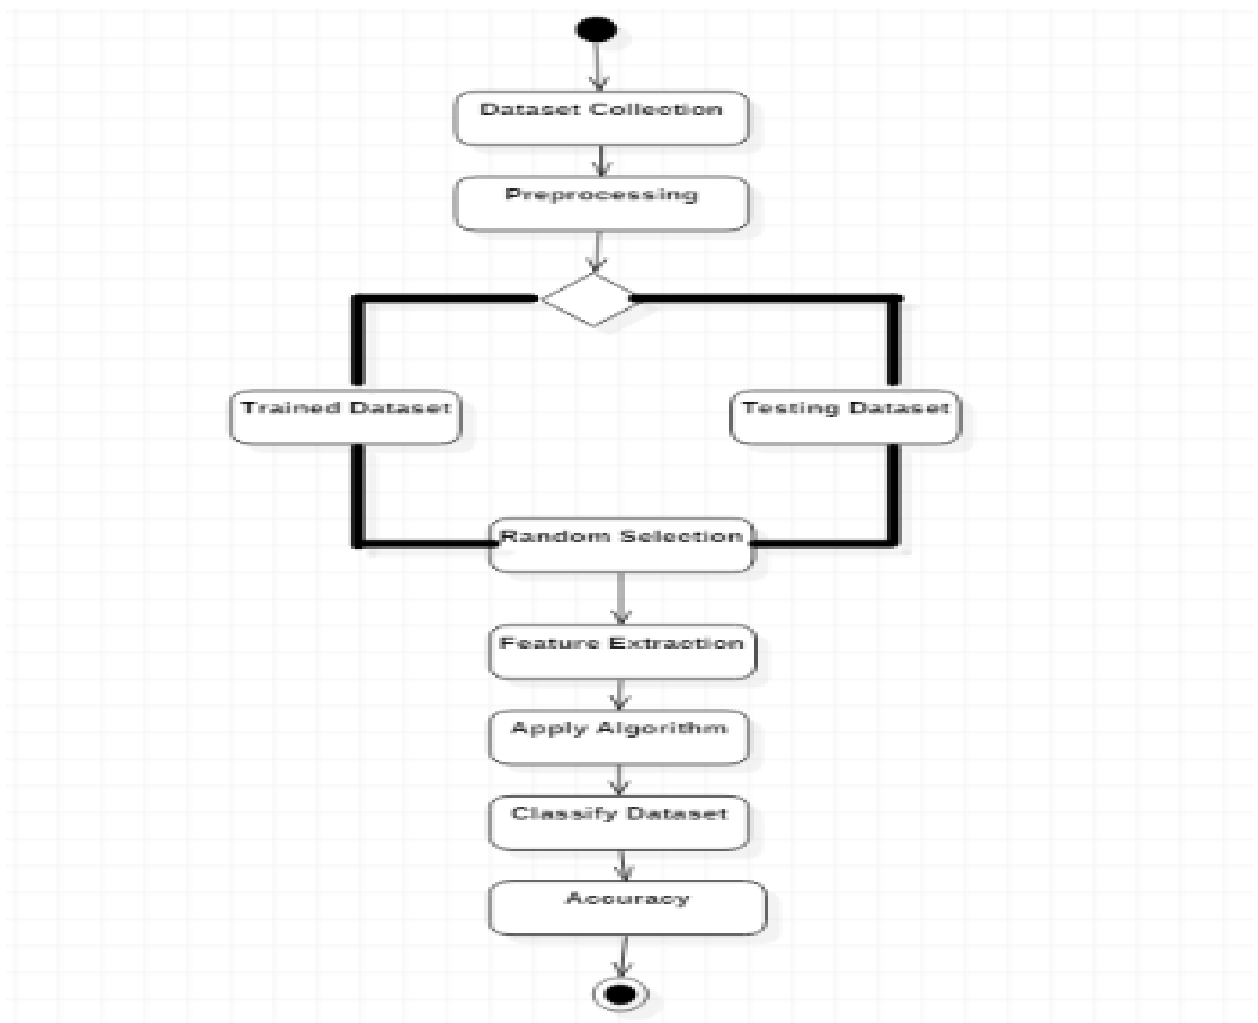 Dataset Collection
Preprocessing
Trained Dataset
Testing Dataset
Random Selection
Feature Extraction
Apply Algorithm
Classify Dataset
Accuracy